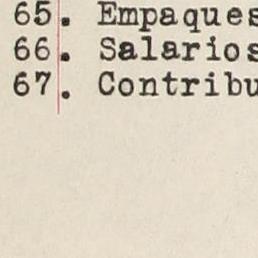 65. Empaques
66. Salarios
67. Contribu